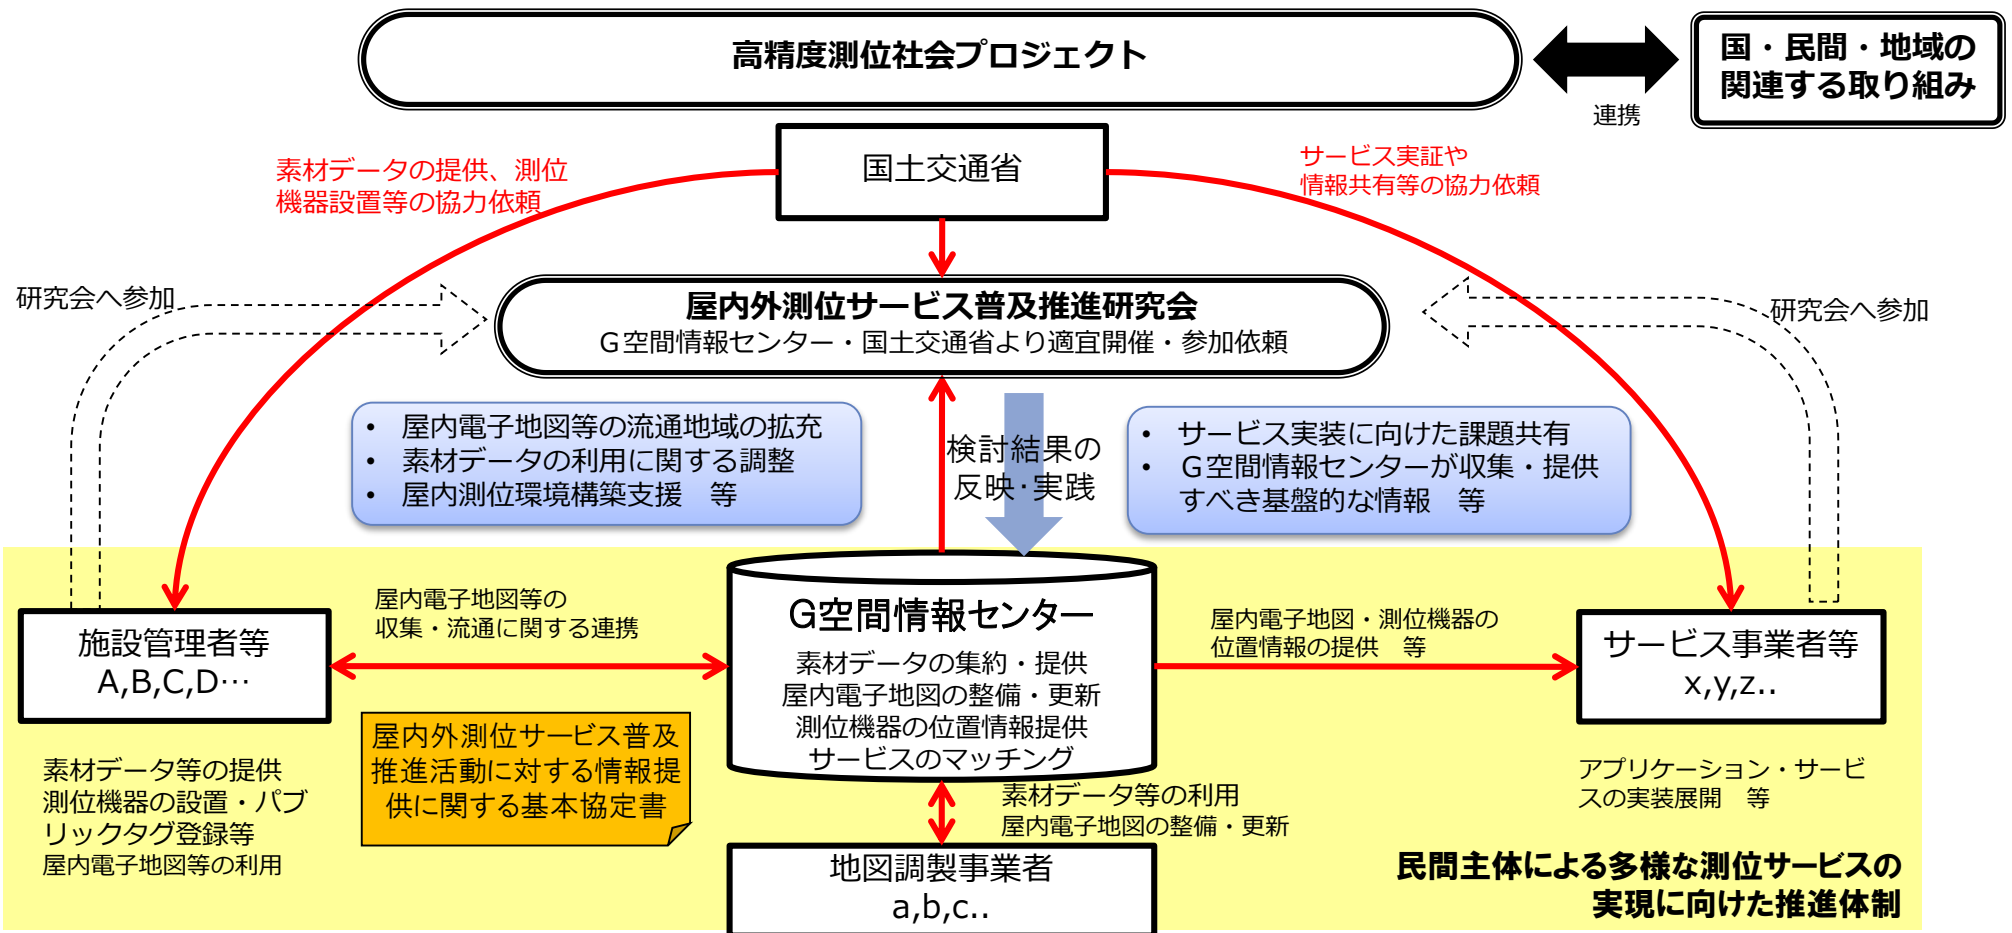 高精度測位社会プロジェクト
国・民間・地域の
関連する取り組み
連携
国土交通省
素材データの提供、測位
機器設置等の協力依頼
サービス実証や
情報共有等の協力依頼
研究会へ参加
屋内外測位サービス普及推進研究会
G空間情報センター・国土交通省より適宜開催・参加依頼
研究会へ参加
• 屋内電子地図等の流通地域の拡充
• 素材データの利用に関する調整
• 屋内測位環境構築支援　等
検討結果の
反映・実践
• サービス実装に向けた課題共有
• G空間情報センターが収集・提供
すべき基盤的な情報　等
施設管理者等
A,B,C,D…
屋内電子地図等の
収集・流通に関する連携
G空間情報センター
素材データの集約・提供
屋内電子地図の整備・更新
測位機器の位置情報提供
サービスのマッチング
屋内電子地図・測位機器の
位置情報の提供　等
サービス事業者等
x,y,z..
素材データ等の提供
測位機器の設置・パブ
リックタグ登録等
屋内電子地図等の利用
屋内外測位サービス普及
推進活動に対する情報提
供に関する基本協定書
素材データ等の利用
屋内電子地図の整備・更新
アプリケーション・サービ
スの実装展開　等
地図調製事業者
a,b,c..
民間主体による多様な測位サービスの
実現に向けた推進体制